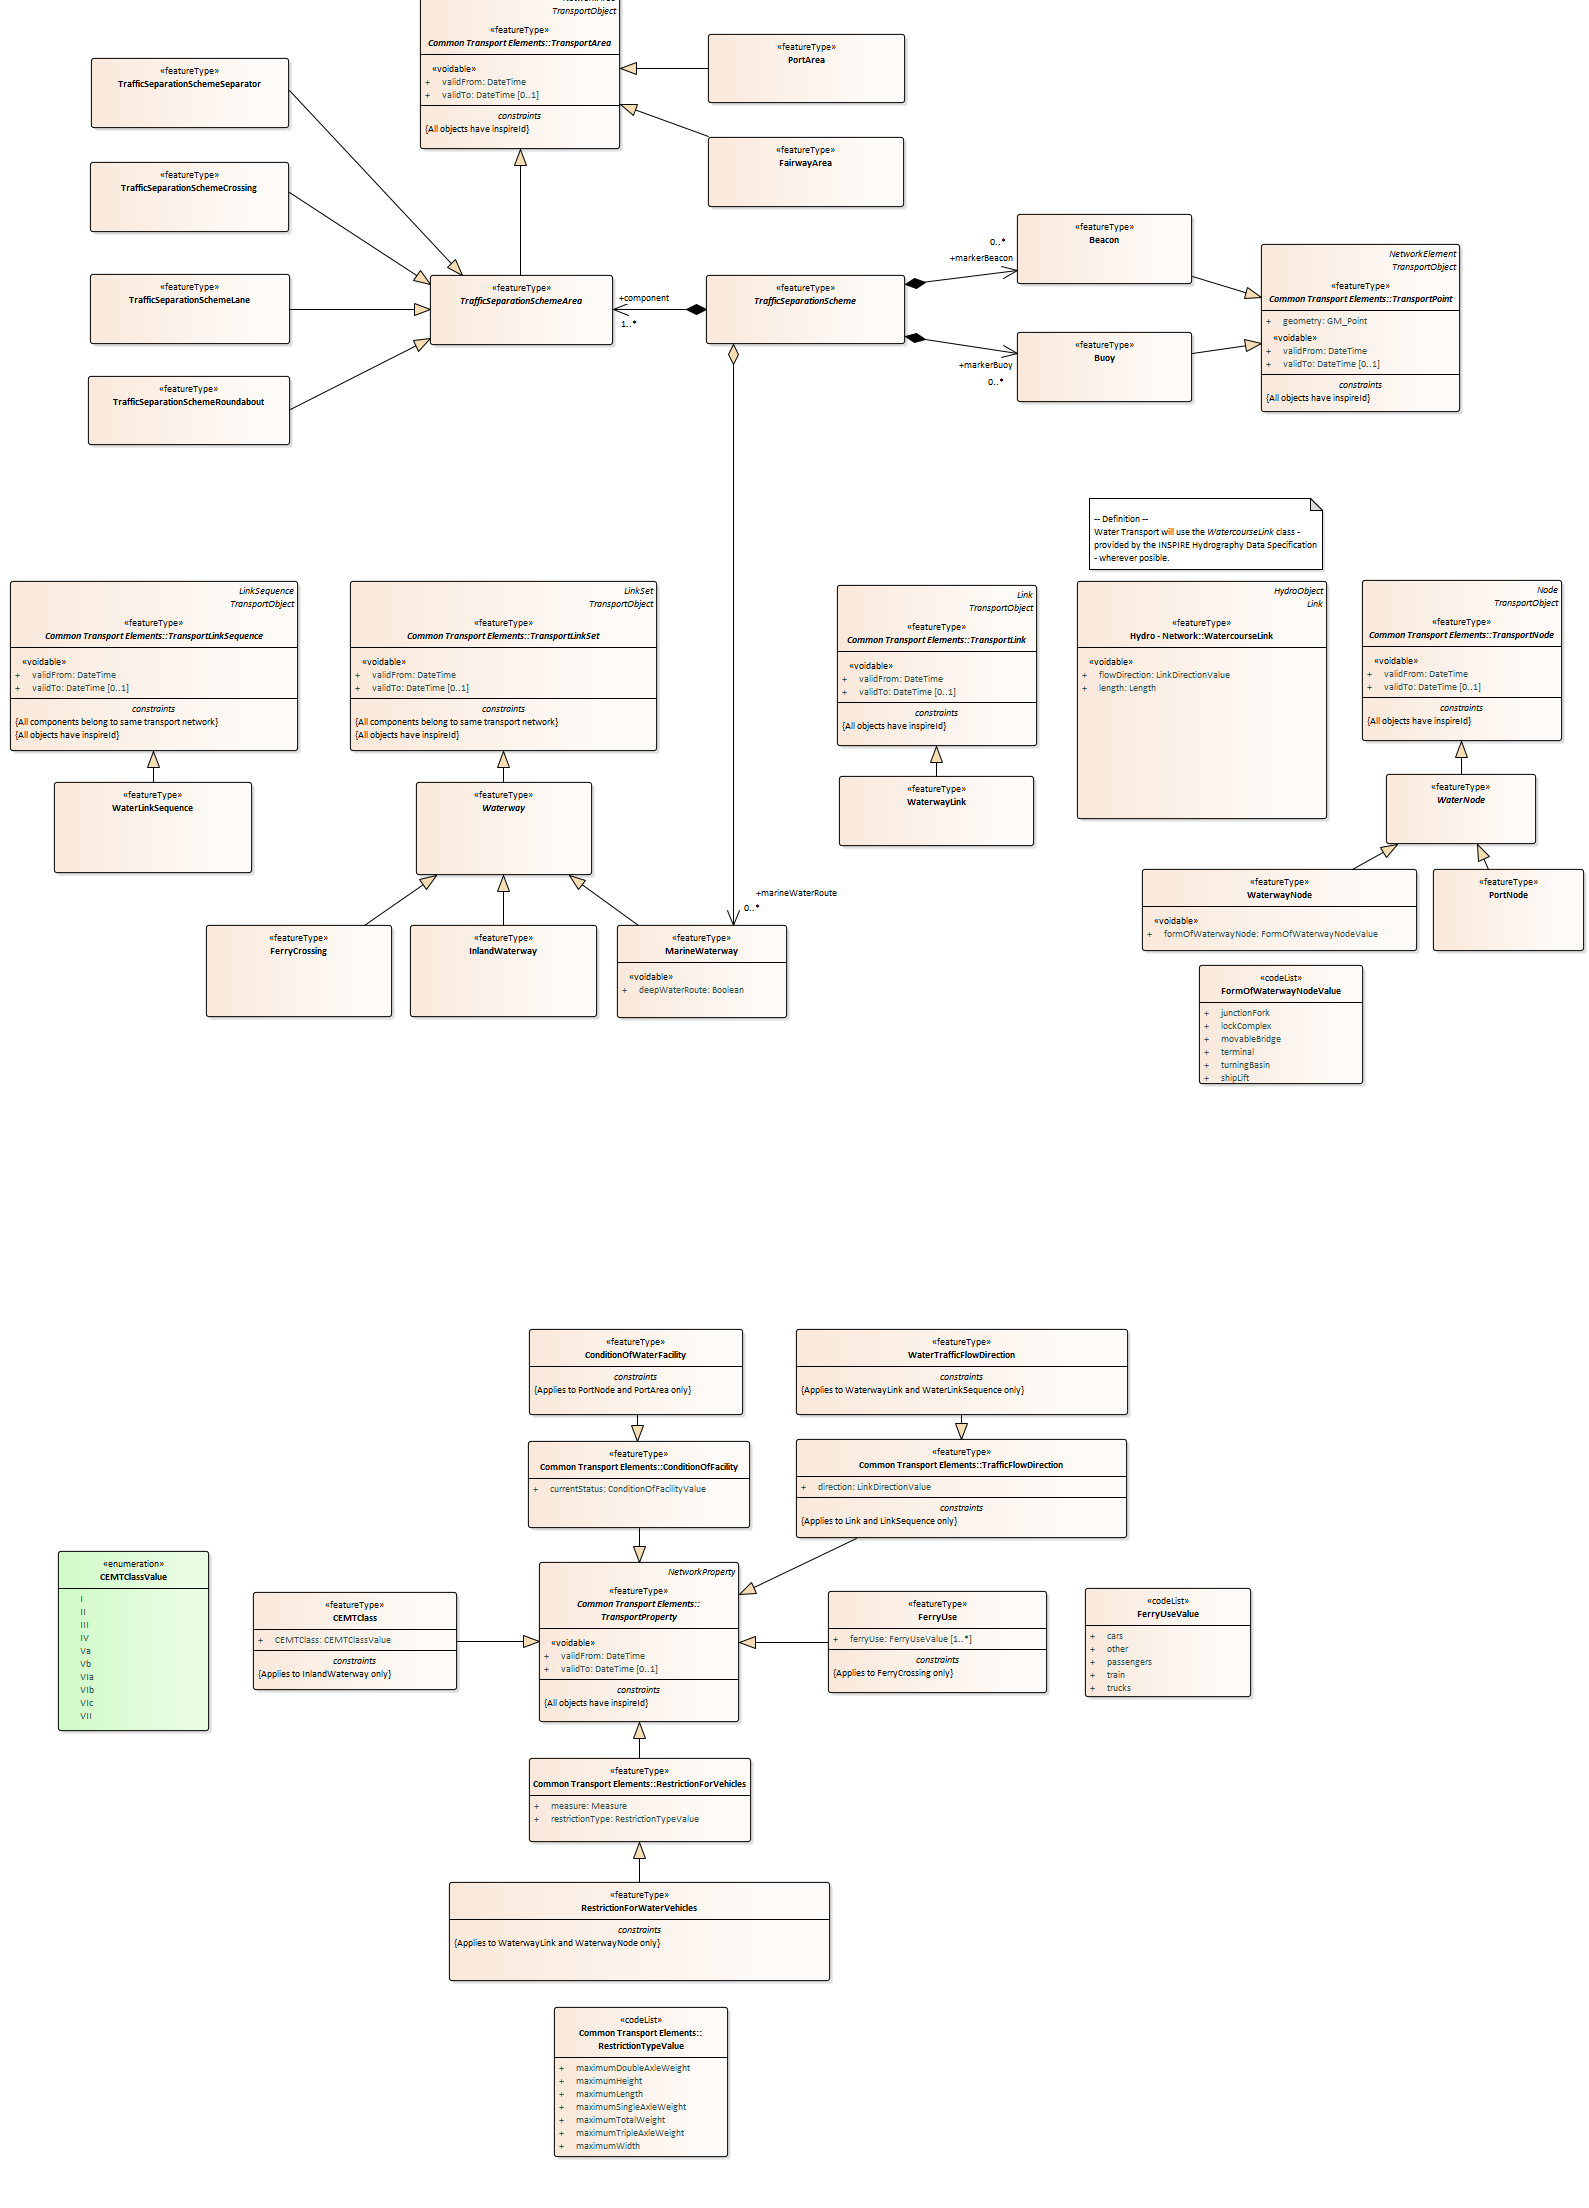 TransportObject
«featureType»
Common Transport Elements::TransportArea
«voidable»
+ validFrom: DateTime
+ validTo: DateTime [0..1]
constraints
{All objects have inspireId}
«featureType»
PortArea
«featureType»
FairwayArea
«featureType»
TrafficSeparationSchemeSeparator
«featureType»
TrafficSeparationSchemeCrossing
«featureType»
TrafficSeparationSchemeLane
«featureType»
TrafficSeparationSchemeRoundabout
«featureType»
TrafficSeparationSchemeArea
+component
1..*
«featureType»
TrafficSeparationScheme
0..*
+markerBeacon
«featureType»
Beacon
+markerBuoy
0..*
«featureType»
Buoy
NetworkElement
TransportObject
«featureType»
Common Transport Elements::TransportPoint
+ geometry: GM_Point
«voidable»
+ validFrom: DateTime
+ validTo: DateTime [0..1]
constraints
{All objects have inspireId}
-- Definition --
Water Transport will use the WatercourseLink class -
provided by the INSPIRE Hydrography Data Specification
- wherever posible.
LinkSequence
TransportObject
«featureType»
Common Transport Elements::TransportLinkSequence
«voidable»
+ validFrom: DateTime
+ validTo: DateTime [0..1]
constraints
{All components belong to same transport network}
{All objects have inspireId}
«featureType»
WaterLinkSequence
LinkSet
TransportObject
«featureType»
Common Transport Elements::TransportLinkSet
«voidable»
+ validFrom: DateTime
+ validTo: DateTime [0..1]
constraints
{All components belong to same transport network}
{All objects have inspireId}
«featureType»
Waterway
«featureType»
FerryCrossing
«featureType»
InlandWaterway
+marineWaterRoute
0..*
«featureType»
MarineWaterway
«voidable»
+ deepWaterRoute: Boolean
Link
TransportObject
«featureType»
Common Transport Elements::TransportLink
«voidable»
+ validFrom: DateTime
+ validTo: DateTime [0..1]
constraints
{All objects have inspireId}
«featureType»
WaterwayLink
HydroObject
Link
«featureType»
Hydro - Network::WatercourseLink
«voidable»
+ flowDirection: LinkDirectionValue
+ length: Length
Node
TransportObject
«featureType»
Common Transport Elements::TransportNode
«voidable»
+ validFrom: DateTime
+ validTo: DateTime [0..1]
constraints
{All objects have inspireId}
«featureType»
WaterNode
«featureType»
WaterwayNode
«voidable»
+ formOfWaterwayNode: FormOfWaterwayNodeValue
«featureType»
PortNode
«codeList»
FormOfWaterwayNodeValue
+ junctionFork
+ lockComplex
+ movableBridge
+ terminal
+ turningBasin
+ shipLift
«featureType»
ConditionOfWaterFacility
constraints
{Applies to PortNode and PortArea only}
«featureType»
WaterTrafficFlowDirection
constraints
{Applies to WaterwayLink and WaterLinkSequence only}
«featureType»
Common Transport Elements::ConditionOfFacility
+ currentStatus: ConditionOfFacilityValue
«featureType»
Common Transport Elements::TrafficFlowDirection
+ direction: LinkDirectionValue
constraints
{Applies to Link and LinkSequence only}
«enumeration»
CEMTClassValue
I
II
III
IV
Va
Vb
VIa
VIb
VIc
VII
«featureType»
CEMTClass
+ CEMTClass: CEMTClassValue
constraints
{Applies to InlandWaterway only}
NetworkProperty
«featureType»
Common Transport Elements::
TransportProperty
«voidable»
+ validFrom: DateTime
+ validTo: DateTime [0..1]
constraints
{All objects have inspireId}
«featureType»
FerryUse
+ ferryUse: FerryUseValue [1..*]
constraints
{Applies to FerryCrossing only}
«codeList»
FerryUseValue
+ cars
+ other
+ passengers
+ train
+ trucks
«featureType»
Common Transport Elements::RestrictionForVehicles
+ measure: Measure
+ restrictionType: RestrictionTypeValue
«featureType»
RestrictionForWaterVehicles
constraints
{Applies to WaterwayLink and WaterwayNode only}
«codeList»
Common Transport Elements::
RestrictionTypeValue
+ maximumDoubleAxleWeight
+ maximumHeight
+ maximumLength
+ maximumSingleAxleWeight
+ maximumTotalWeight
+ maximumTripleAxleWeight
+ maximumWidth